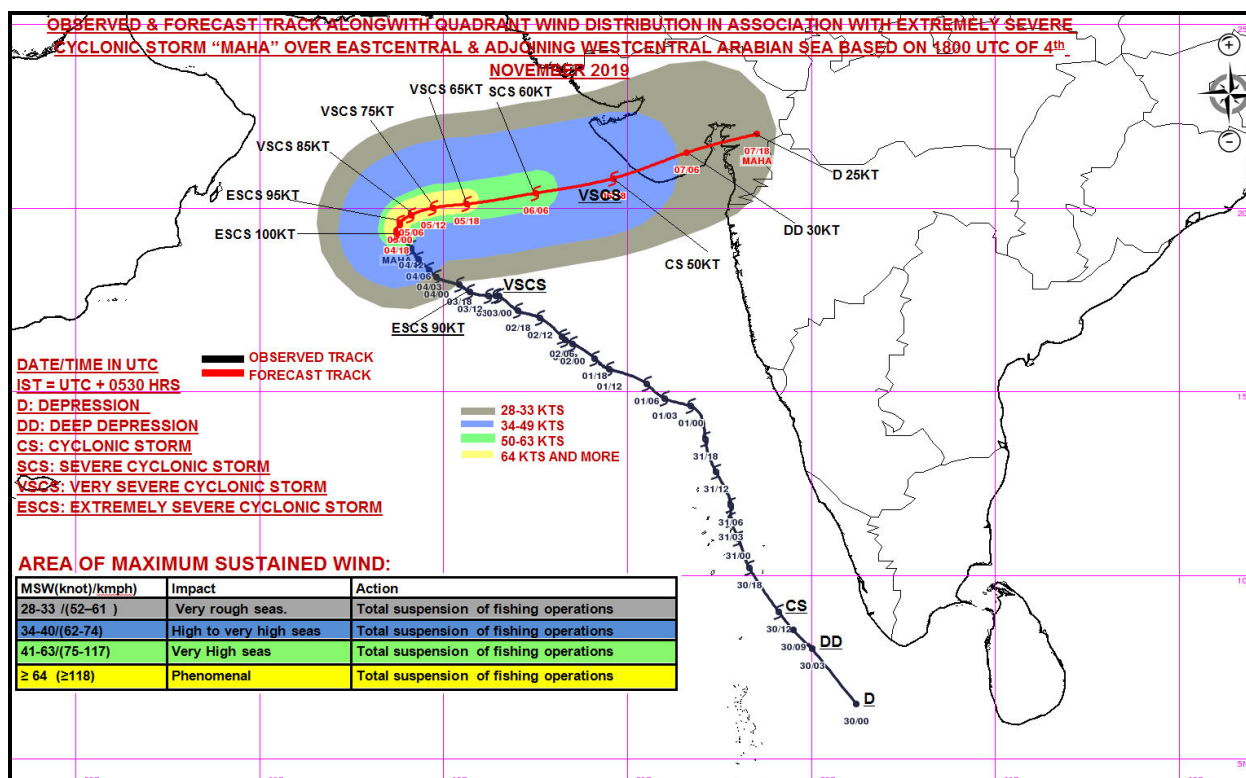 OBSERVED & FORECAST TRACK ALONGWITH QUADRANT WIND DISTRIBUTION IN ASSOCIATION WITH EXTREMELY SEVERE
CYCLONIC STORM “MAHA” OVER EASTCENTRAL & ADJOINING WESTCENTRAL ARABIAN SEA BASED ON 1800 UTC OF 4th
NOVEMBER 2019
VSCS 65KT
SCS 60KT
VSCS 75KT
VSCS 85KT
ESCS 95KT
ESCS 100KT
D 25KT
DD 30KT
CS 50KT
VSCS
07/18
MAHA
07/06
06/06
05/18
05/12
05/06
04/18
MAHA
04/12
04/06
04/03
04/00
03/18
03/12
03/00
VSCS
ESCS 90KT
02/18
02/12
02/06
02/00
01/18
01/12
01/06
01/03
01/00
31/18
31/12
31/06
31/03
31/00
30/18
CS
30/12
DD
30/09
30/03
D
30/00
OBSERVED TRACK
FORECAST TRACK
DATE/TIME IN UTC
IST = UTC + 0530 HRS
D: DEPRESSION
DD: DEEP DEPRESSION
CS: CYCLONIC STORM
SCS: SEVERE CYCLONIC STORM
VSCS: VERY SEVERE CYCLONIC STORM
ESCS: EXTREMELY SEVERE CYCLONIC STORM
28-33 KTS
34-49 KTS
50-63 KTS
64 KTS AND MORE
AREA OF MAXIMUM SUSTAINED WIND:
MSW(knot)/kmph) Impact Action
28-33 /(52–61 ) Very rough seas. Total suspension of fishing operations
34-40/(62-74) High to very high seas Total suspension of fishing operations
41-63/(75-117) Very High seas Total suspension of fishing operations
≥ 64 (≥118) Phenomenal Total suspension of fishing operations